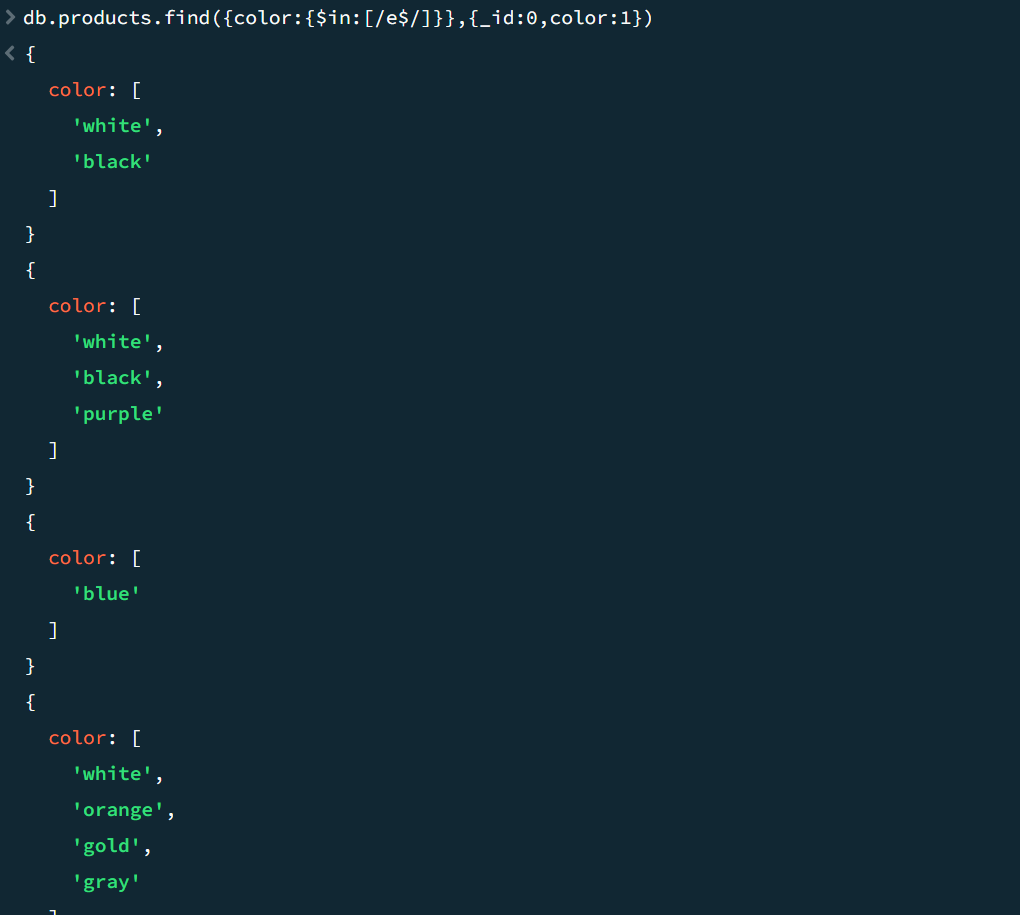 > db.products.find({color:{$in:[/e$/]}},{_id:0,color:1})
< {
color: [
'white',
'black'
]
}
{
color: [
'white',
'black',
'purple'
]
}
{
color: [
'blue'
]
}
{
color: [
'white',
'orange',
'gold',
'gray'
]